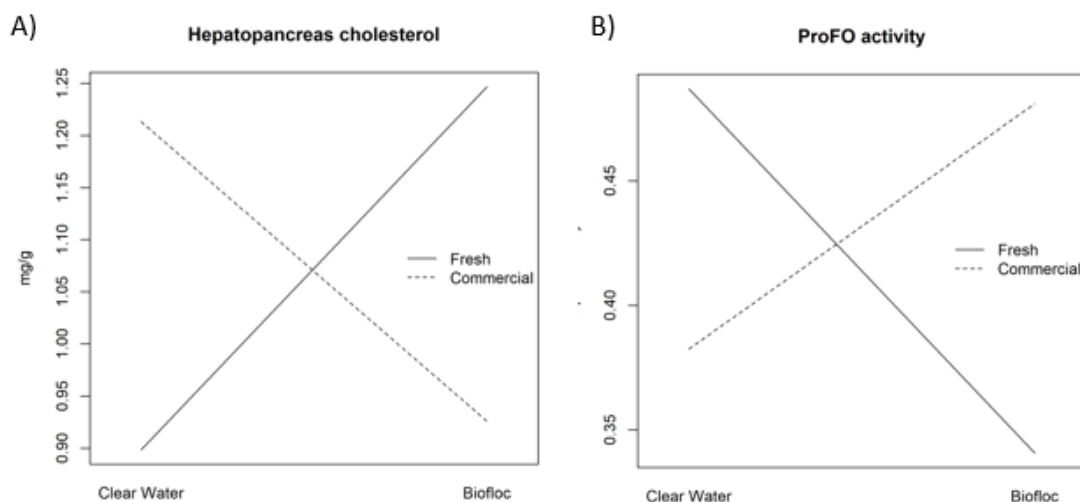 A)
Hepatopancreas cholesterol
1.25
1.20
1.15
1.10
1.05
1.00
0.95
0.90
mg/g
Fresh
Commercial
Clear Water Biofloc
B)
ProFO activity
0.45
0.40
0.35
Fresh
Commercial
Clear Water Biofloc